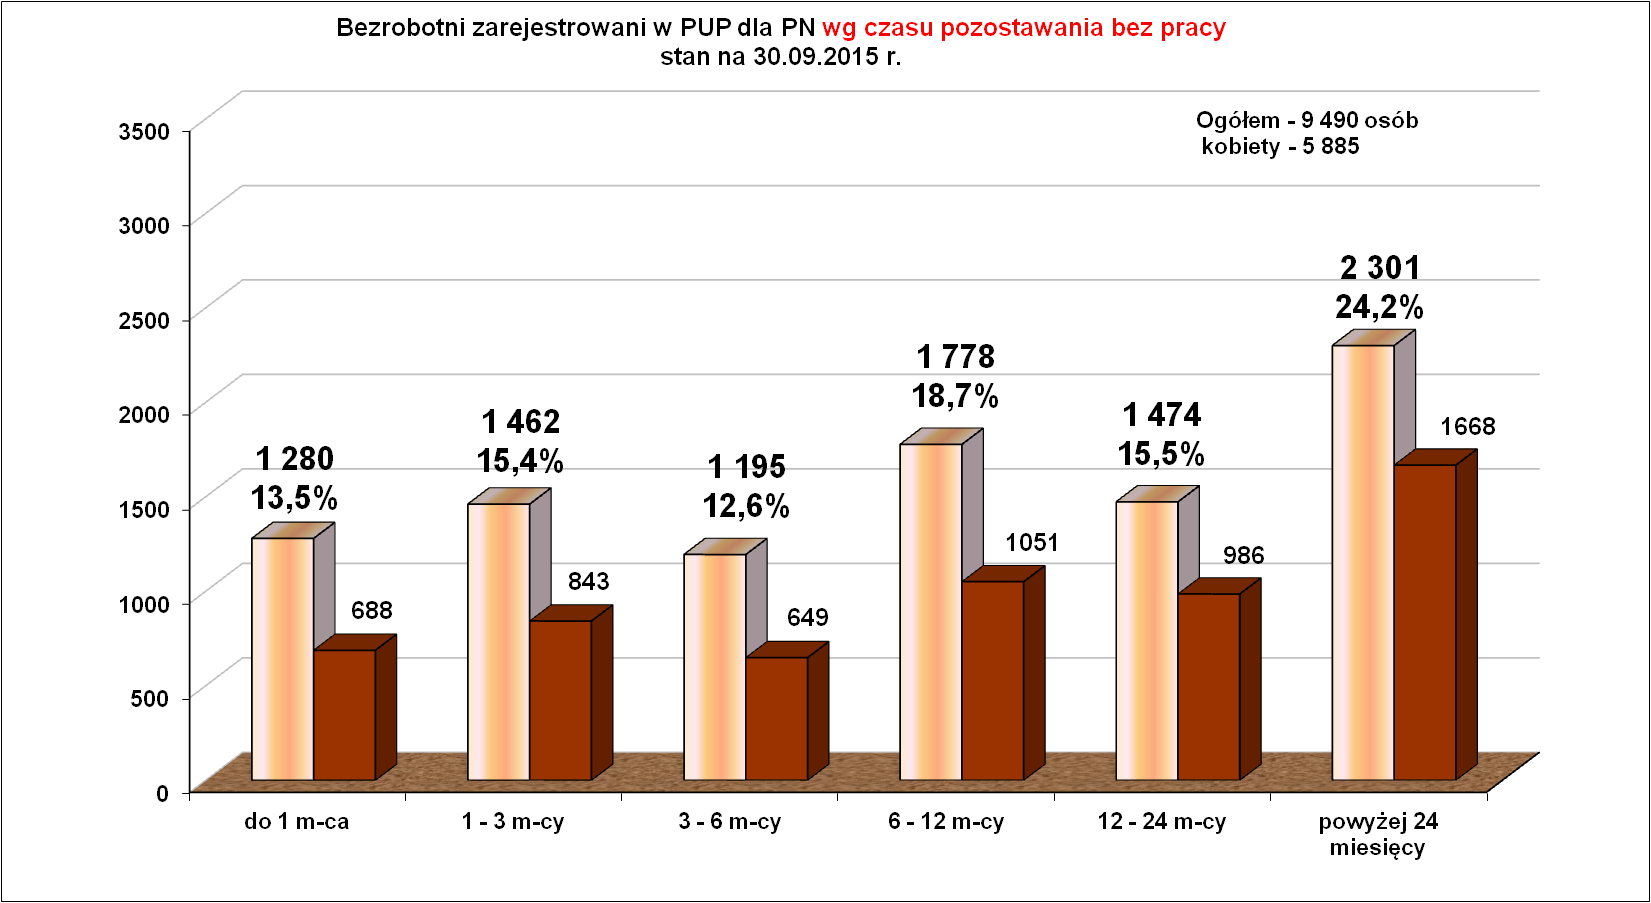 Bezrobotni zarejestrowani w PUP dla PN wg czasu pozostawania bez pracy
stan na 30.09.2015 r.
Ogółem - 9 490 osób
kobiety - 5 885
3500
3000
2500
2000
1500
1000
500
0
1 280
13,5%
688
1 462
15,4%
843
1 195
12,6%
649
1 778
18,7%
1051
1 474
15,5%
986
2 301
24,2%
1668
do 1 m-ca
1 - 3 m-cy
3 - 6 m-cy
6 - 12 m-cy
12 - 24 m-cy
powyżej 24
miesięcy